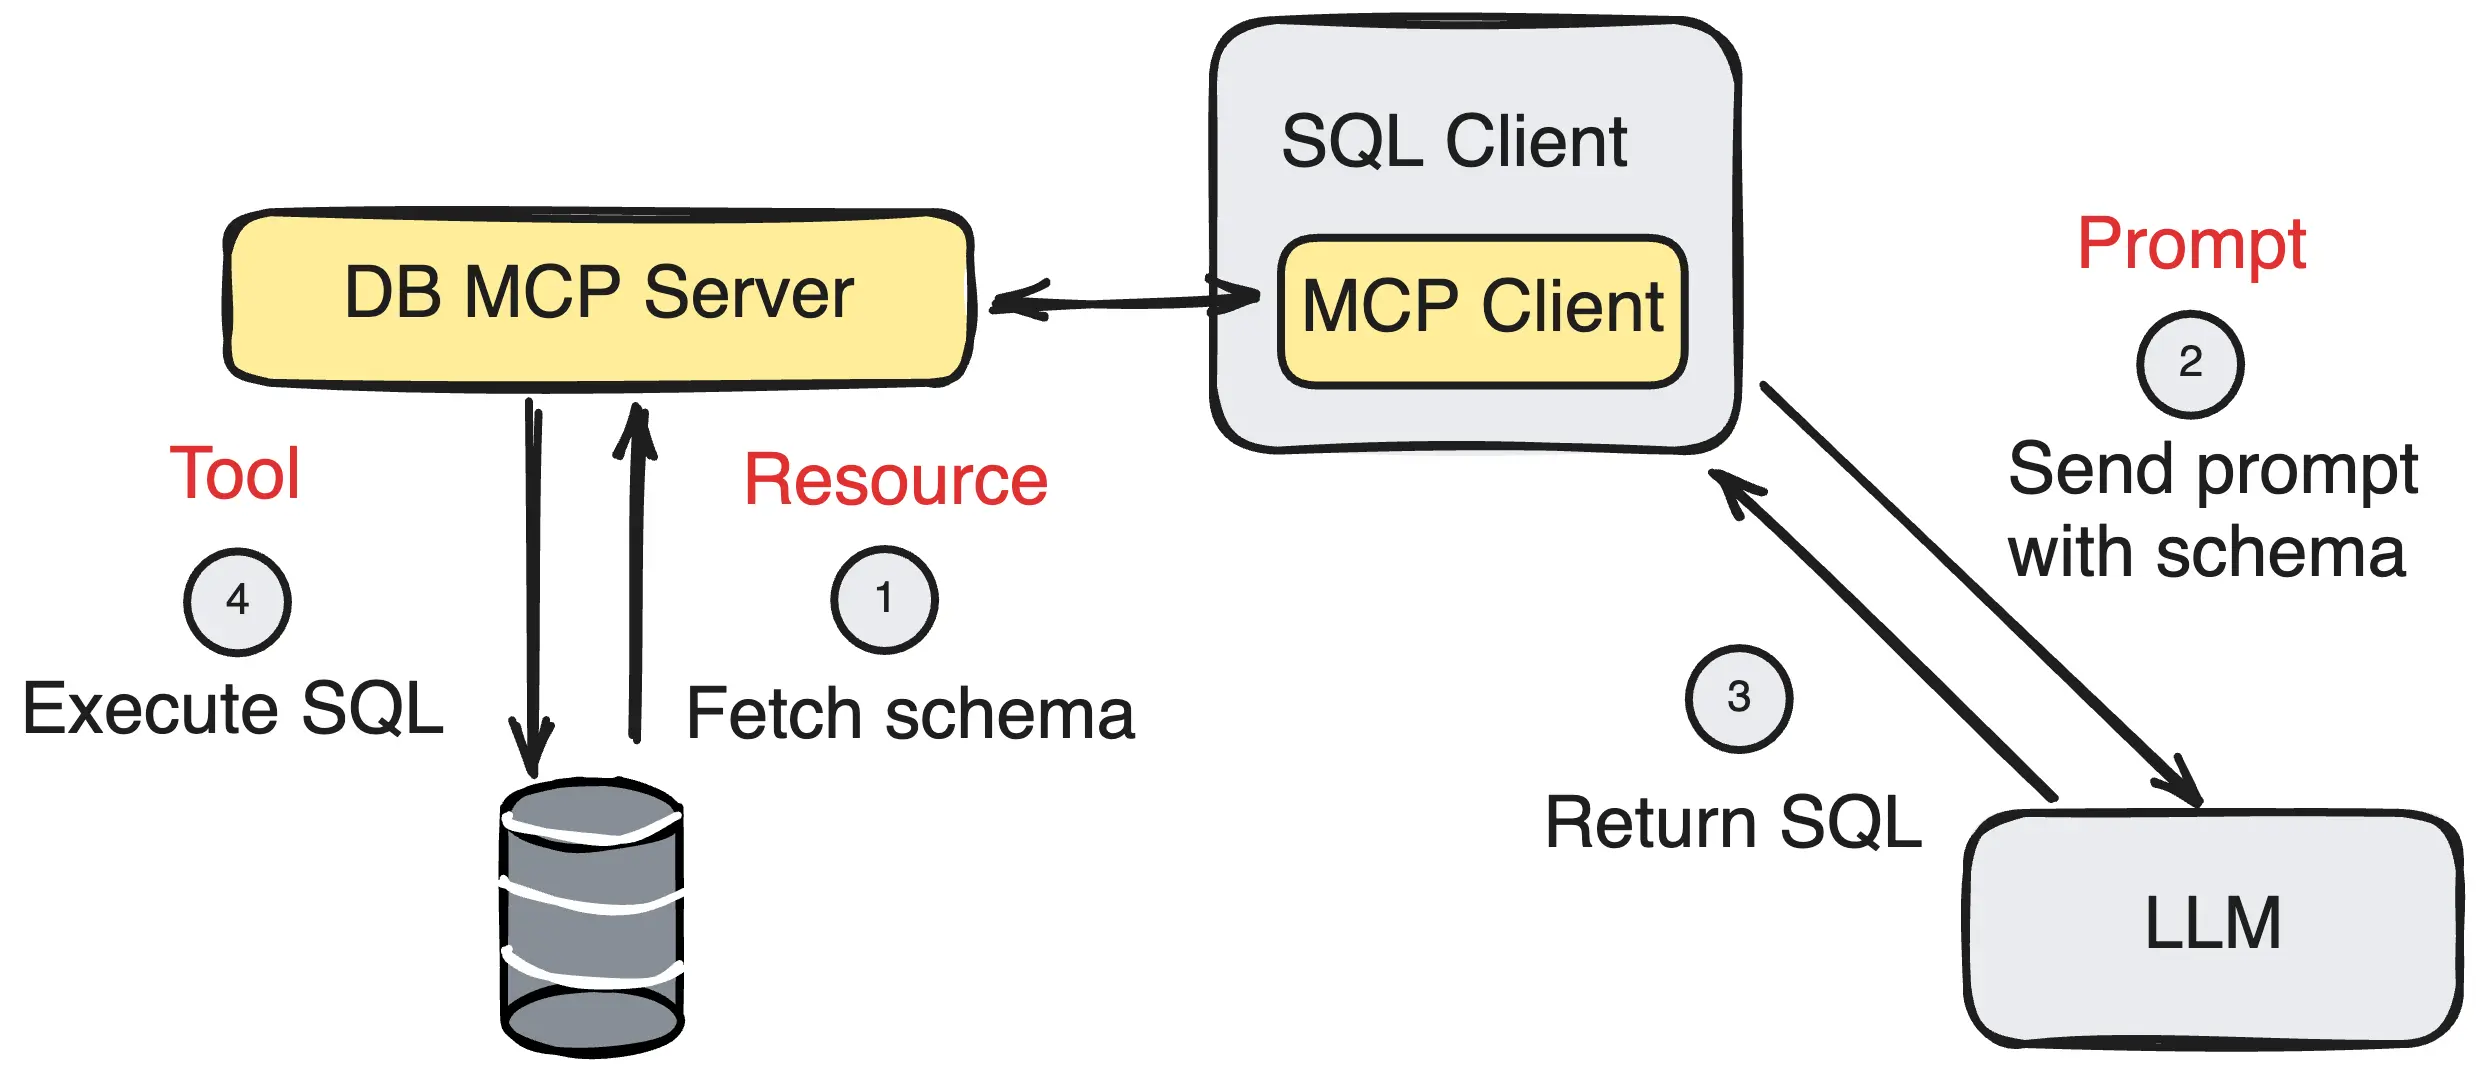 SQL Client
MCP Client
DB MCP Server
Tool
4
Execute SQL
Resource
1
Fetch schema
Prompt
2
Send prompt
with schema
3
Return SQL
LLM